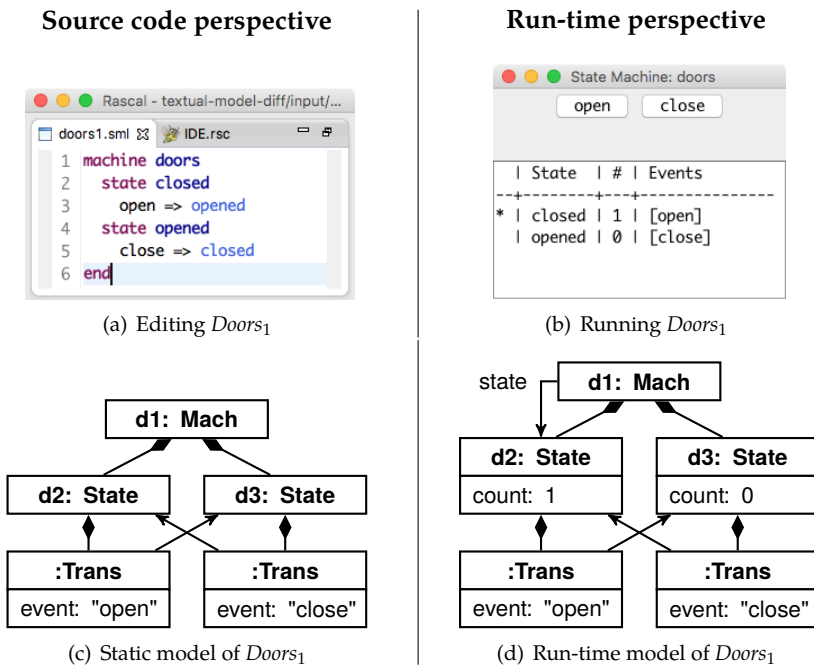 Source code perspective
Run-time perspective
Rascal - textual-model-diff/input/...
doors1.sml
IDE.rsc
1 machine doors
2 state closed
3 open => opened
4 state opened
5 close => closed
6 end
(a) Editing Doors₁
State Machine: doors
open close
| State | # | Events
--+--------+---+---------------
* | closed | 1 | [open]
| opened | 0 | [close]
(b) Running Doors₁
d1: Mach
d2: State
d3: State
:Trans
event: "open"
:Trans
event: "close"
(c) Static model of Doors₁
state
d1: Mach
d2: State
count: 1
d3: State
count: 0
:Trans
event: "open"
:Trans
event: "close"
(d) Run-time model of Doors₁